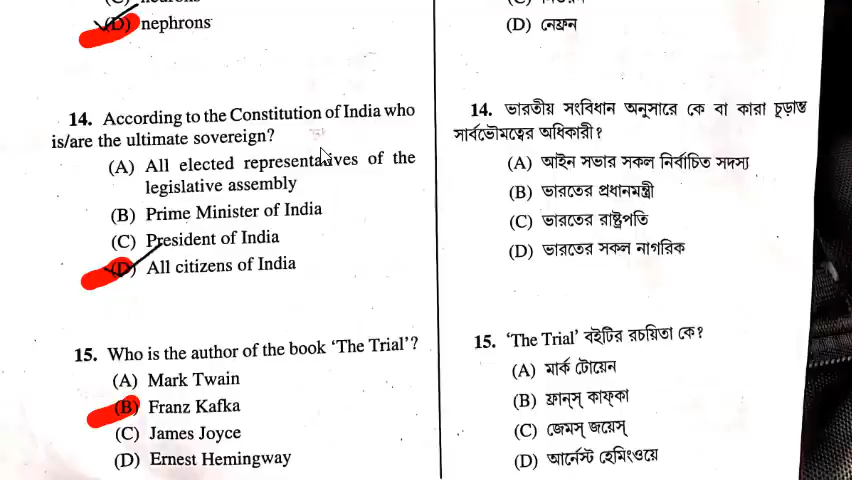 (D) nephrons
14. According to the Constitution of India who
is/are the ultimate sovereign?
(A) All elected representatives of the
legislative assembly
(B) Prime Minister of India
(C) President of India
(D) All citizens of India
15. Who is the author of the book ‘The Trial’?
(A) Mark Twain
(B) Franz Kafka
(C) James Joyce
(D) Ernest Hemingway
(D) নেফ্রন
14. ভারতীয় সংবিধান অনুসারে কে বা কারা চূড়ান্ত
সার্বভৌমত্বের অধিকারী?
(A) আইন সভার সকল নির্বাচিত সদস্য
(B) ভারতের প্রধানমন্ত্রী
(C) ভারতের রাষ্ট্রপতি
(D) ভারতের সকল নাগরিক
15. ‘The Trial’ বইটির রচয়িতা কে?
(A) মার্ক টোয়েন
(B) ফ্রান্‌স্ কাফ্‌কা
(C) জেমস্ জয়েস্
(D) আর্নেস্ট হেমিংওয়ে